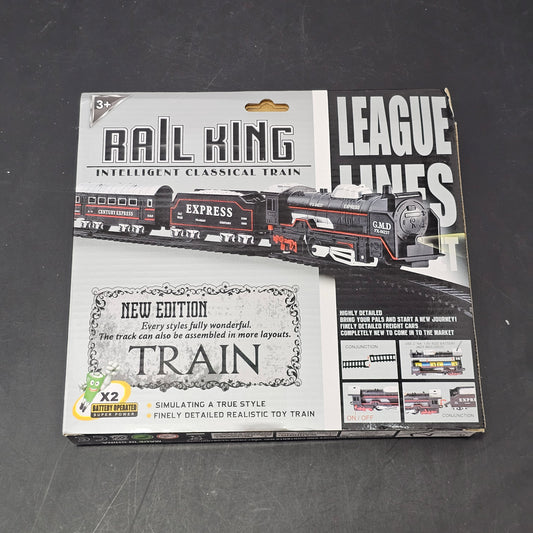 3+
RAIL KING
INTELLIGENT CLASSICAL TRAIN
LEAGUE
LINES
CENTURY EXPRESS
EXPRESS
G.M.D
NEW EDITION
Every styles fully wonderful.
The track can also be assembled in more layouts.
TRAIN
X2
BATTERY OPERATED
SUPER POWER
SIMULATING A TRUE STYLE
FINELY DETAILED REALISTIC TOY TRAIN
HIGHLY DETAILED
BRING YOUR PALS AND START A NEW JOURNEY!
FINELY DETAILED FREIGHT CARS
COMPLETELY NEW TO COME IN TO THE MARKET
CONJUNCTION
ON / OFF
CONJUNCTION
EXPRE